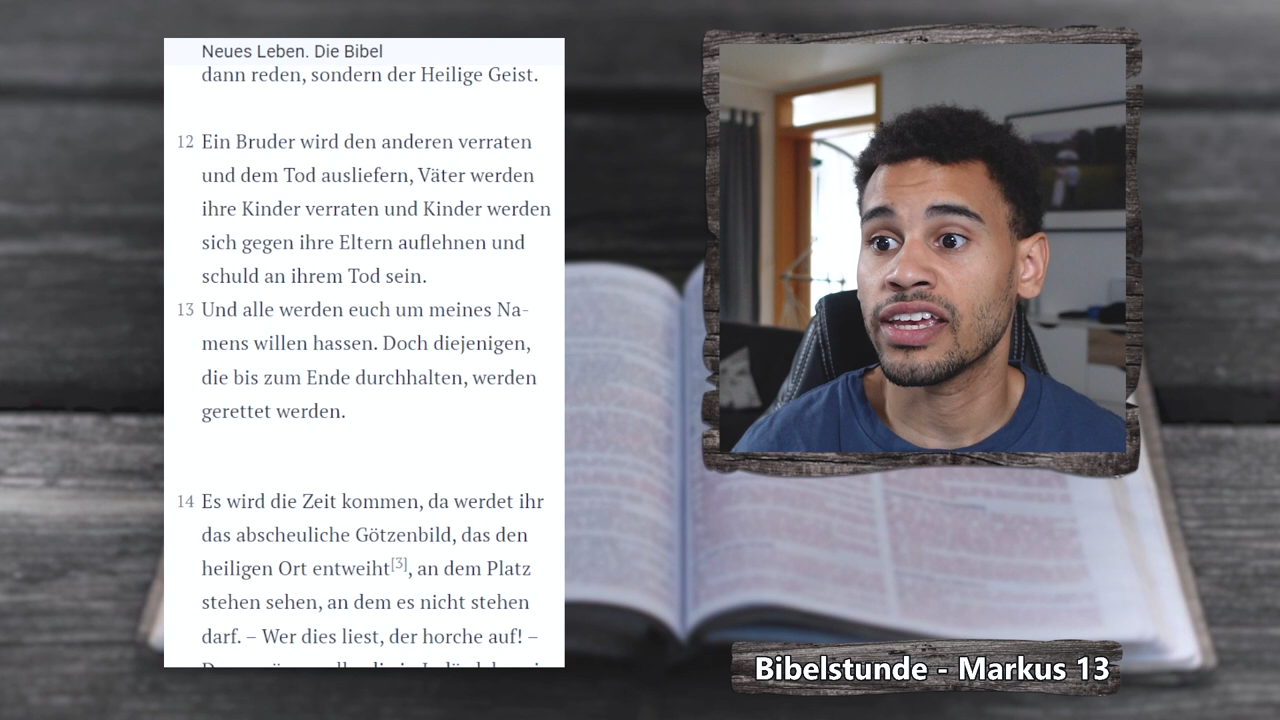 Neues Leben. Die Bibel
dann reden, sondern der Heilige Geist.
12 Ein Bruder wird den anderen verraten
und dem Tod ausliefern, Väter werden
ihre Kinder verraten und Kinder werden
sich gegen ihre Eltern auflehnen und
schuld an ihrem Tod sein.
13 Und alle werden euch um meines Na-
mens willen hassen. Doch diejenigen,
die bis zum Ende durchhalten, werden
gerettet werden.
14 Es wird die Zeit kommen, da werdet ihr
das abscheuliche Götzenbild, das den
heiligen Ort entweiht[3], an dem Platz
stehen sehen, an dem es nicht stehen
darf. – Wer dies liest, der horche auf! –
Bibelstunde - Markus 13